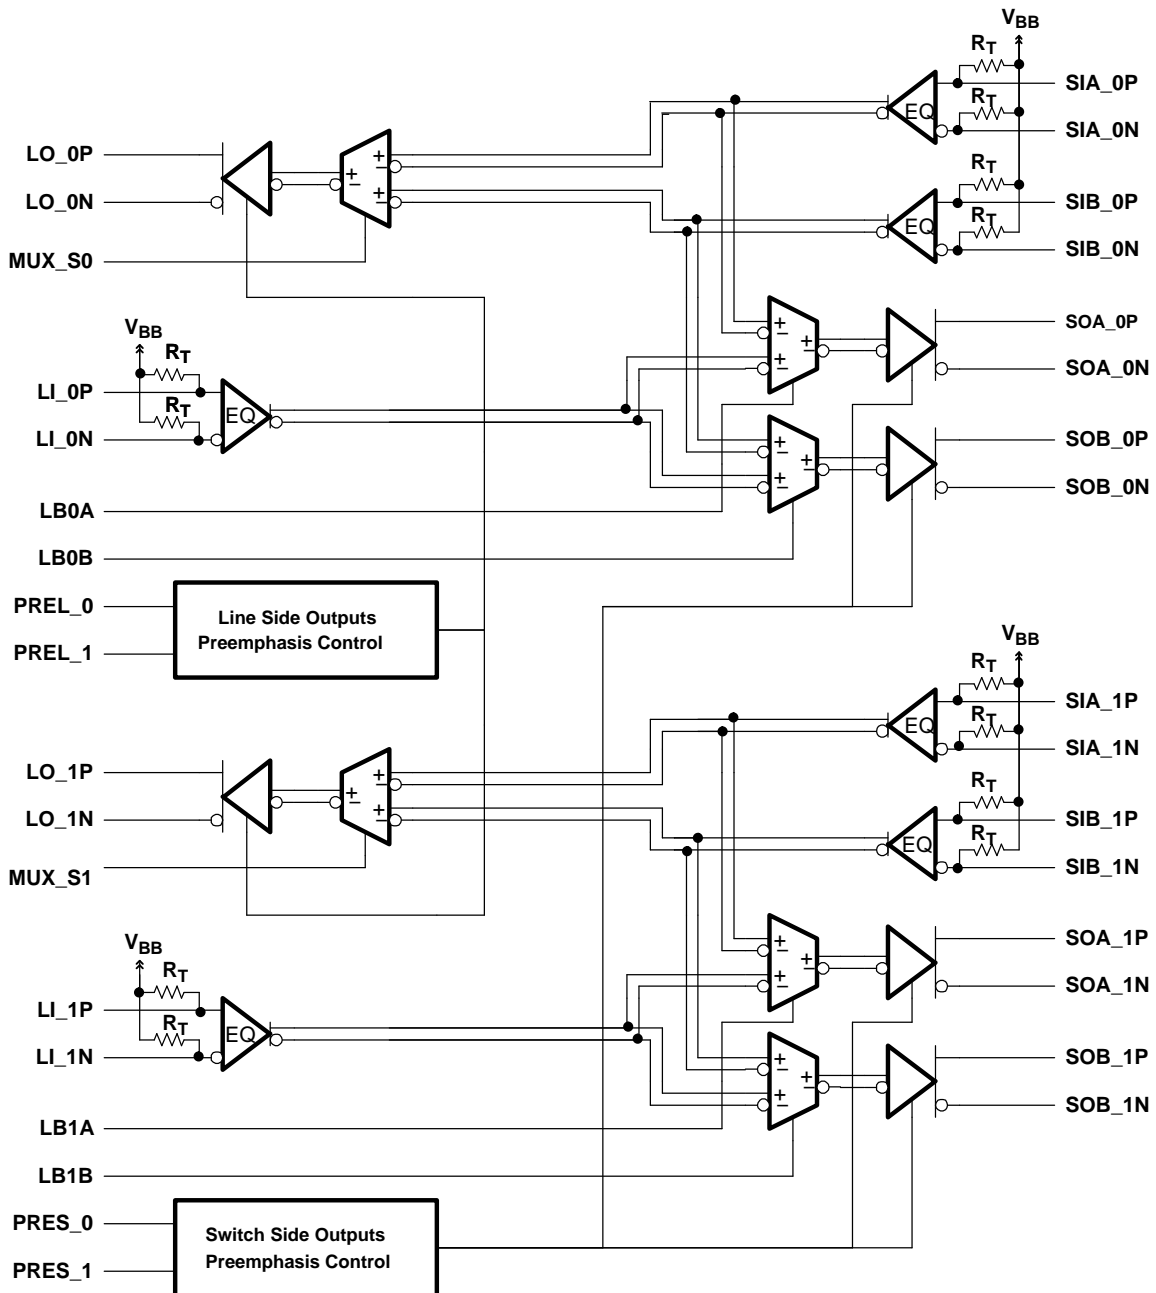 VBB
RT
SIA_0P
RT
SIA_0N
EQ
LO_0P
LO_0N
MUX_S0
RT
SIB_0P
RT
SIB_0N
EQ
+ − + − + −
SOA_0P
SOA_0N
VBB
RT
LI_0P
RT
LI_0N
EQ
+ − + − + −
SOB_0P
SOB_0N
+ − + − + −
LB0A
LB0B
PREL_0
PREL_1
Line Side Outputs
Preemphasis Control
VBB
RT
SIA_1P
RT
SIA_1N
EQ
LO_1P
LO_1N
MUX_S1
RT
SIB_1P
RT
SIB_1N
EQ
+ − + − + −
SOA_1P
SOA_1N
VBB
RT
LI_1P
RT
LI_1N
EQ
+ − + − + −
SOB_1P
SOB_1N
+ − + − + −
LB1A
LB1B
PRES_0
PRES_1
Switch Side Outputs
Preemphasis Control